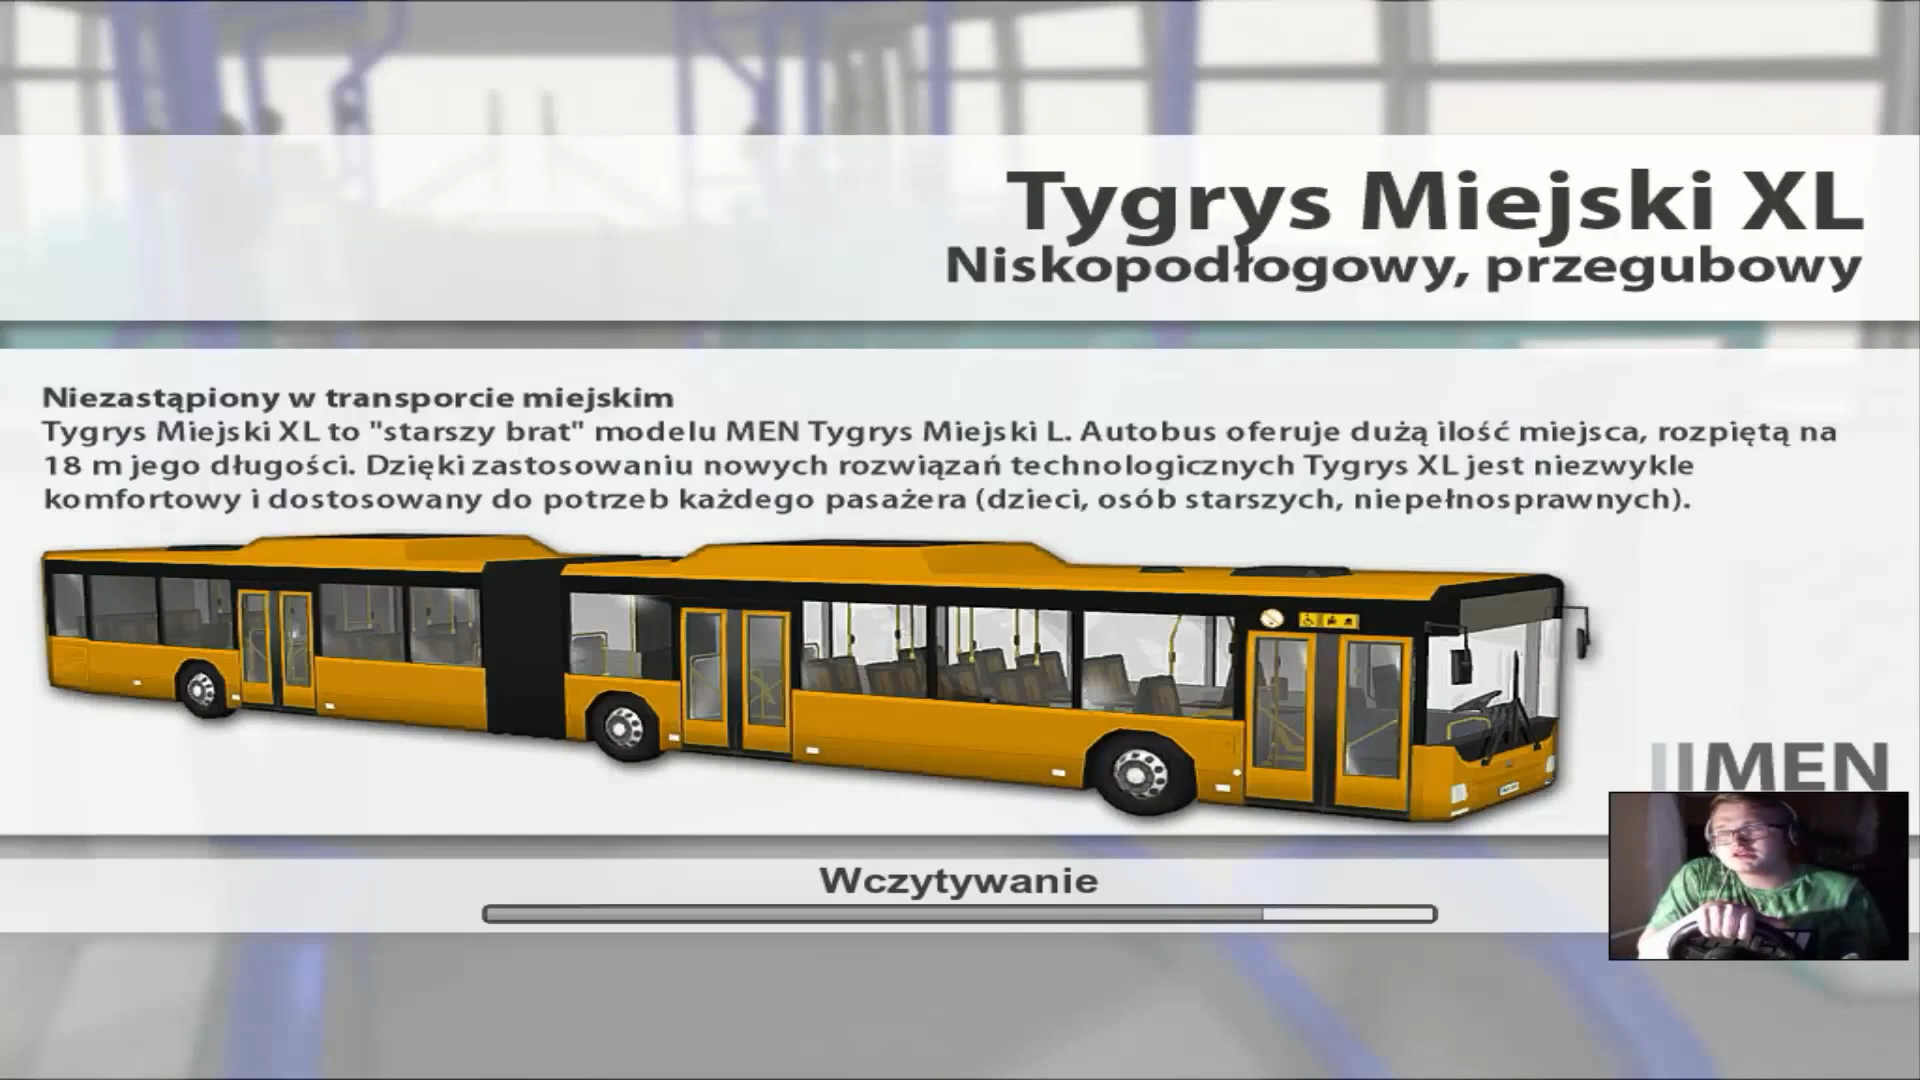 Tygrys Miejski XL
Niskopodłogowy, przegubowy
Niezastąpiony w transporcie miejskim
Tygrys Miejski XL to "starszy brat" modelu MEN Tygrys Miejski L. Autobus oferuje dużą ilość miejsca, rozpiętą na
18 m jego długości. Dzięki zastosowaniu nowych rozwiązań technologicznych Tygrys XL jest niezwykle
komfortowy i dostosowany do potrzeb każdego pasażera (dzieci, osób starszych, niepełnosprawnych).
MEN
Wczytywanie